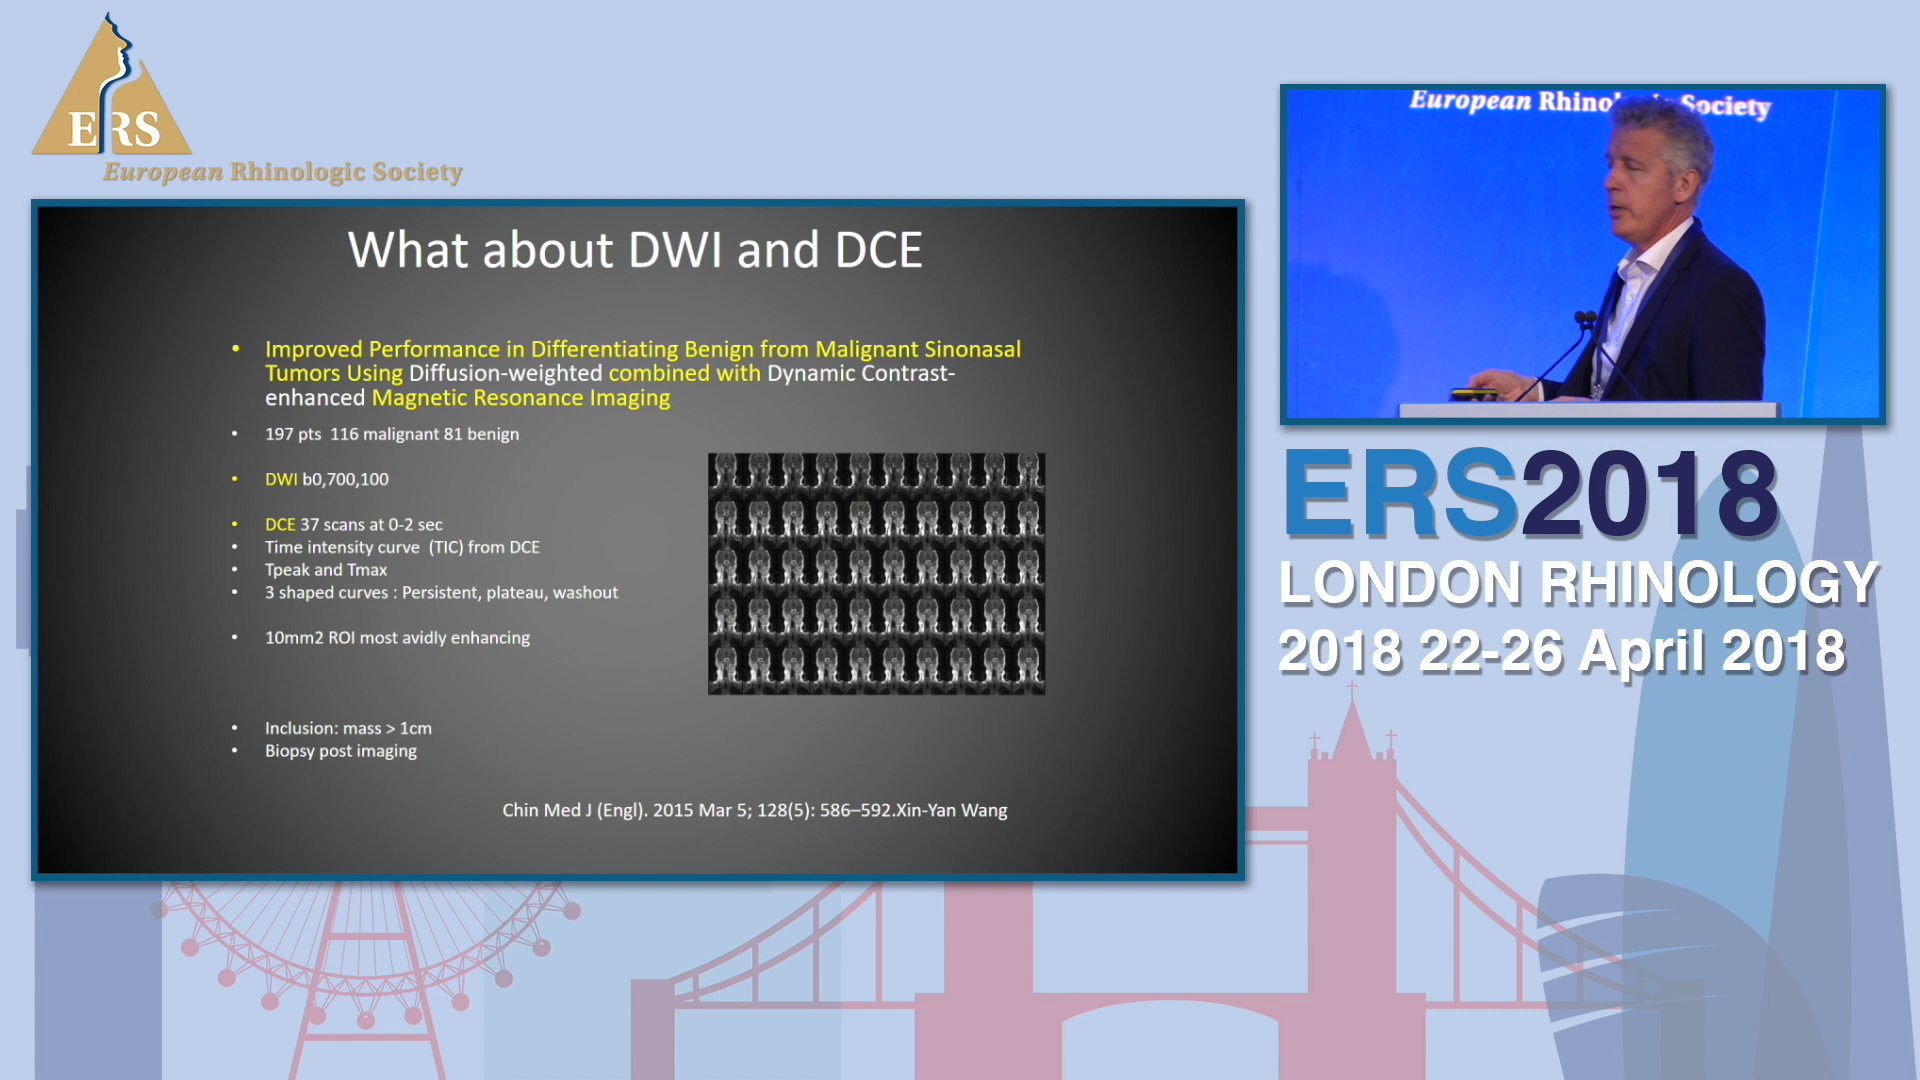 ERS
European Rhinologic Society
What about DWI and DCE
• Improved Performance in Differentiating Benign from Malignant Sinonasal
Tumors Using Diffusion-weighted combined with Dynamic Contrast-
enhanced Magnetic Resonance Imaging
• 197 pts 116 malignant 81 benign
• DWI b0,700,100
• DCE 37 scans at 0-2 sec
• Time intensity curve (TIC) from DCE
• Tpeak and Tmax
• 3 shaped curves : Persistent, plateau, washout
• 10mm2 ROI most avidly enhancing
• Inclusion: mass > 1cm
• Biopsy post imaging
Chin Med J (Engl). 2015 Mar 5; 128(5): 586–592.Xin-Yan Wang
European Rhino Society
ERS2018
LONDON RHINOLOGY
2018 22-26 April 2018